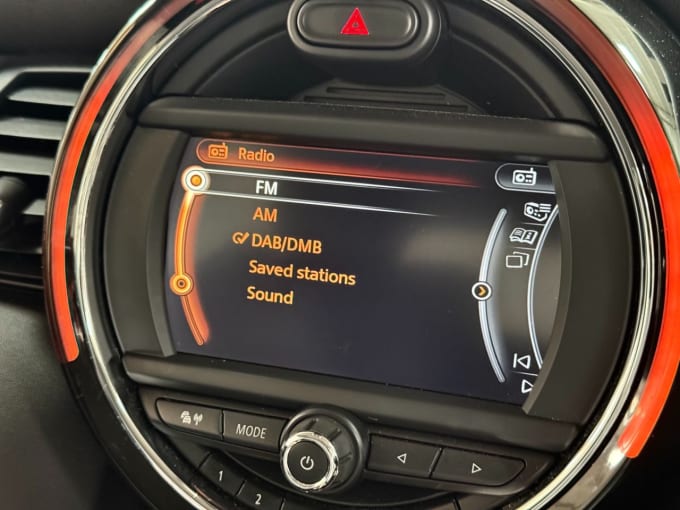 Radio
FM
AM
DAB/DMB
Saved stations
Sound
MODE
1
2